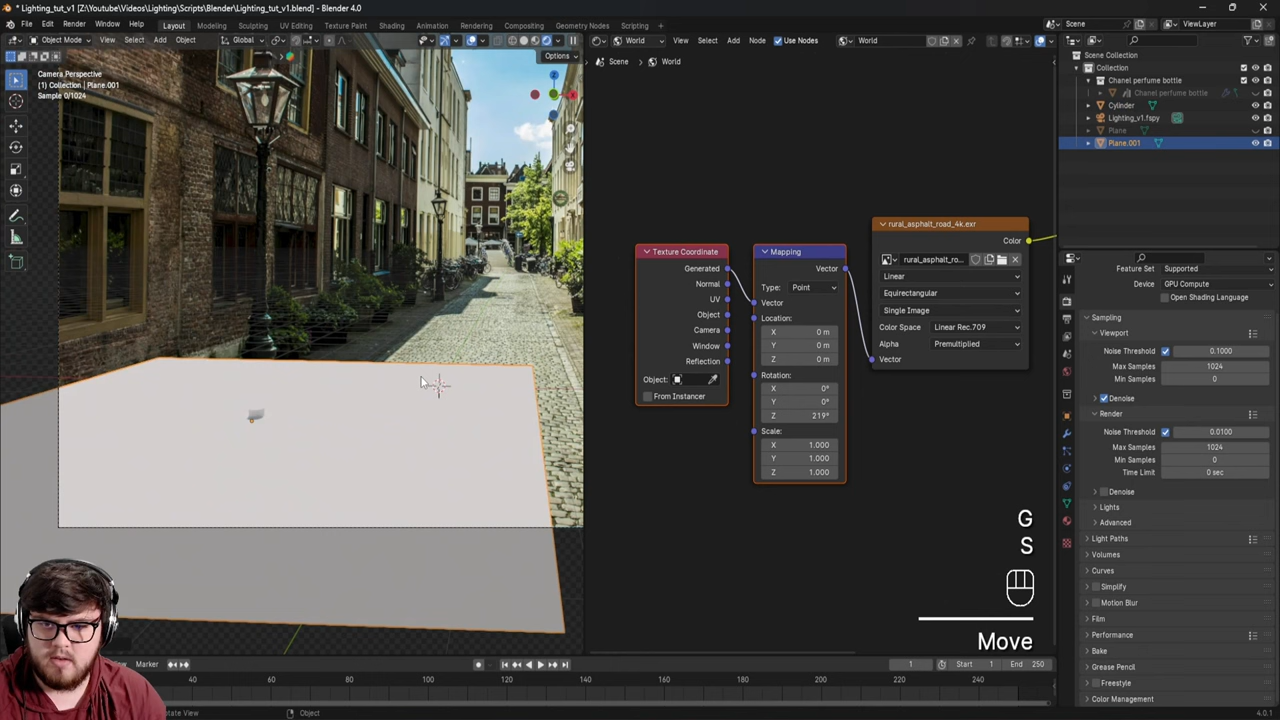 * Lighting_tut_v1 [Z:\Youtube\Videos\Lighting\Scripts\Blender\Lighting_tut_v1.blend] - Blender 4.0
File Edit Render Window Help Layout Modeling Sculpting UV Editing Texture Paint Shading Animation Rendering Compositing Geometry Nodes Scripting + Scene ViewLayer
Object Mode View Select Add Object Global
World View Select Add Node Use Nodes World
Options
Scene > World
Camera Perspective
(1) Collection | Plane.001
Sample 0/1024
Scene Collection
Collection
Chanel perfume bottle
Chanel perfume bottle
Cylinder
Lighting_v1.fspy
Plane
Plane.001
Texture Coordinate
Generated
Normal
UV
Object
Camera
Window
Reflection
Object:
From Instancer
Mapping
Vector
Type: Point
Vector
Location:
X 0 m
Y 0 m
Z 0 m
Rotation:
X 0°
Y 0°
Z 219°
Scale:
X 1.000
Y 1.000
Z 1.000
rural_asphalt_road_4k.exr
Color
rural_asphalt_ro...
Linear
Equirectangular
Single Image
Color Space Linear Rec.709
Alpha Premultiplied
Vector
Feature Set Supported
Device GPU Compute
Open Shading Language
Sampling
Viewport
Noise Threshold 0.1000
Max Samples 1024
Min Samples 0
Denoise
Render
Noise Threshold 0.0100
Max Samples 1024
Min Samples 0
Time Limit 0 sec
Denoise
Lights
Advanced
Light Paths
Volumes
Curves
Simplify
Motion Blur
Film
Performance
Bake
Grease Pencil
Freestyle
Color Management
G
S
Move
View Marker
1 Start 1 End 250
40 60 80 100 120 140 160 180 200 220 240
Rotate View Object
4.0.1